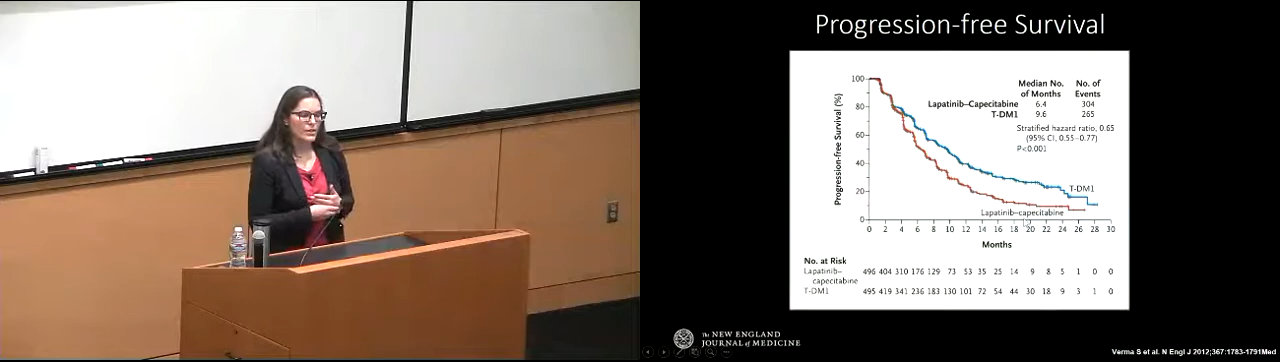 Progression-free Survival
Median No. of Months
No. of Events
Lapatinib–Capecitabine 6.4 304
T-DM1 9.6 265
Stratified hazard ratio, 0.65
(95% CI, 0.55–0.77)
P<0.001
Progression-free Survival (%)
100
80
60
40
20
0
T-DM1
Lapatinib–capecitabine
0 2 4 6 8 10 12 14 16 18 20 22 24 26 28 30
Months
No. at Risk
Lapatinib–capecitabine 496 404 310 176 129 73 53 35 25 14 9 8 5 1 0 0
T-DM1 495 419 341 236 183 130 101 72 54 44 30 18 9 3 1 0
The NEW ENGLAND
JOURNAL of MEDICINE
Verma S et al. N Engl J 2012;367:1783-1791Med